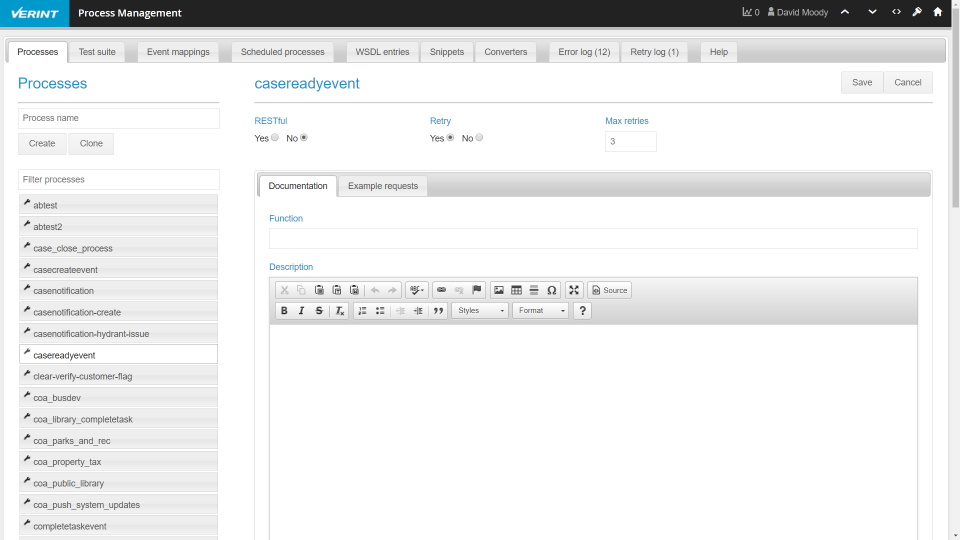 VERINT Process Management 0 David Moody
Processes Test suite Event mappings Scheduled processes WSDL entries Snippets Converters Error log (12) Retry log (1) Help
Processes
Process name
Create Clone
Filter processes
abtest
abtest2
case_close_process
casecreateevent
casenotification
casenotification-create
casenotification-hydrant-issue
casereadyevent
clear-verify-customer-flag
coa_busdev
coa_library_completetask
coa_parks_and_rec
coa_property_tax
coa_public_library
coa_push_system_updates
completetaskevent
casereadyevent Save Cancel
RESTful Retry Max retries
Yes No Yes No 3
Documentation Example requests
Function
Description
ABC Ω Source
B I S Tx Styles Format ?